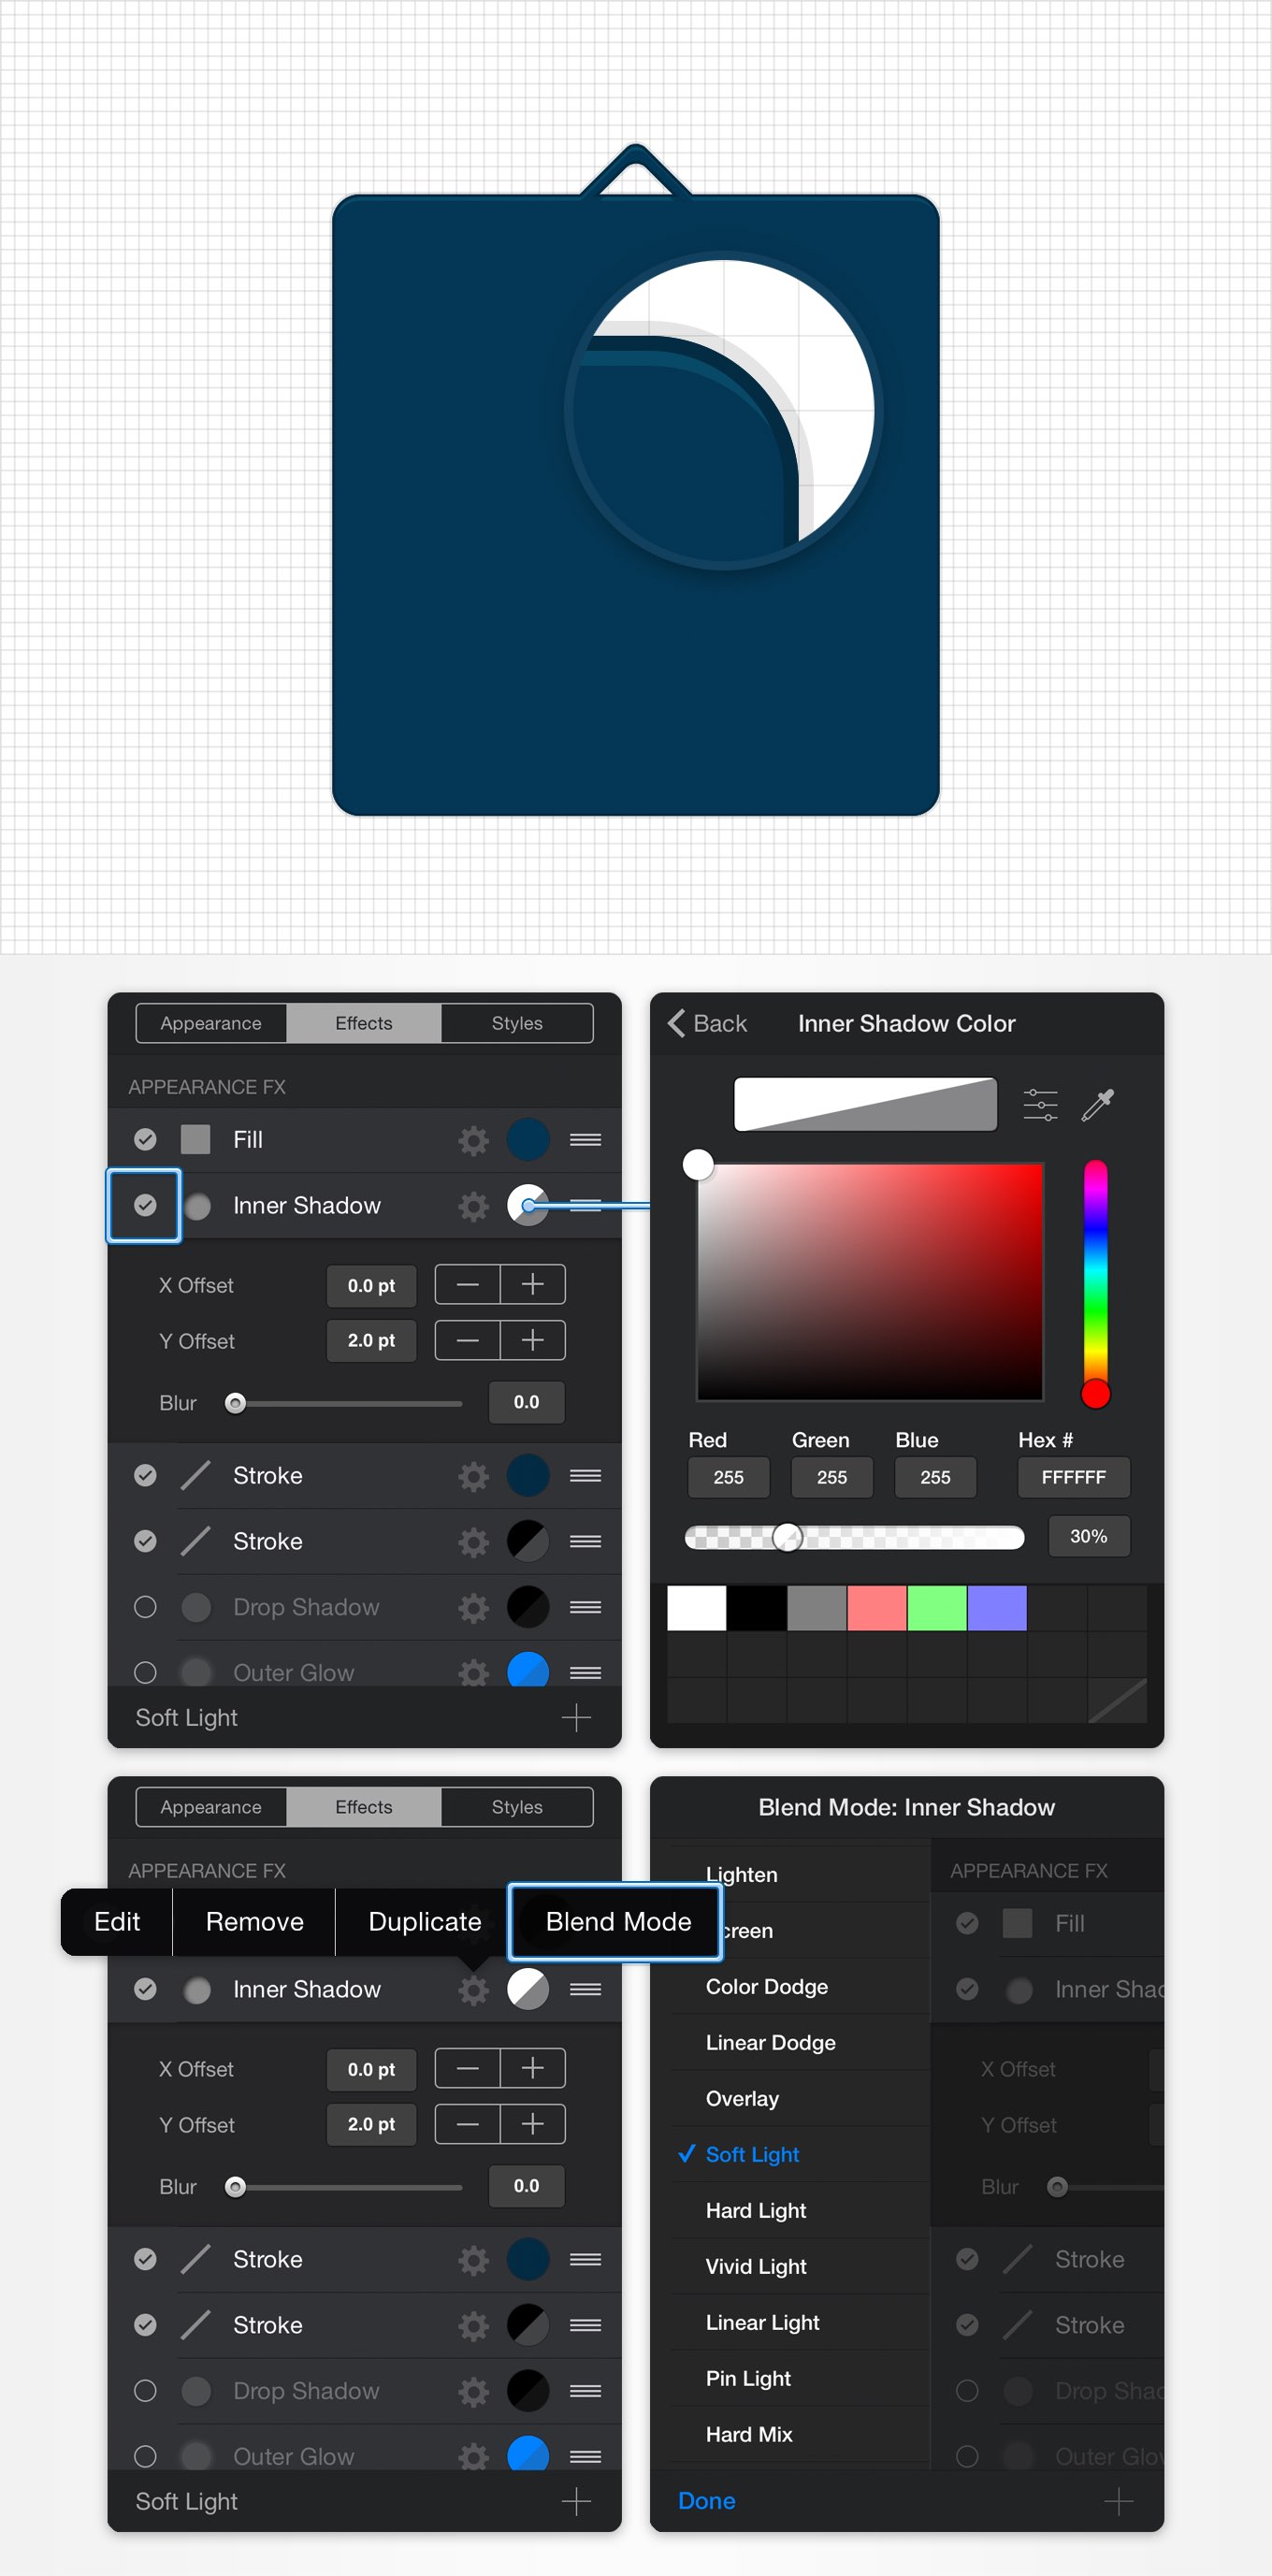 Appearance Effects Styles
APPEARANCE FX
Fill
Inner Shadow
X Offset 0.0 pt
Y Offset 2.0 pt
Blur 0.0
Stroke
Stroke
Drop Shadow
Outer Glow
Soft Light
Back Inner Shadow Color
Red Green Blue Hex #
255 255 255 FFFFFF
30%
Appearance Effects Styles
APPEARANCE FX
Edit Remove Duplicate Blend Mode
Inner Shadow
X Offset 0.0 pt
Y Offset 2.0 pt
Blur 0.0
Stroke
Stroke
Drop Shadow
Outer Glow
Soft Light
Blend Mode: Inner Shadow
Lighten
creen
Color Dodge
Linear Dodge
Overlay
Soft Light
Hard Light
Vivid Light
Linear Light
Pin Light
Hard Mix
Done
APPEARANCE FX
Fill
Inner Shad
X Offset
Y Offset
Blur
Stroke
Stroke
Drop Shad
Outer Glow